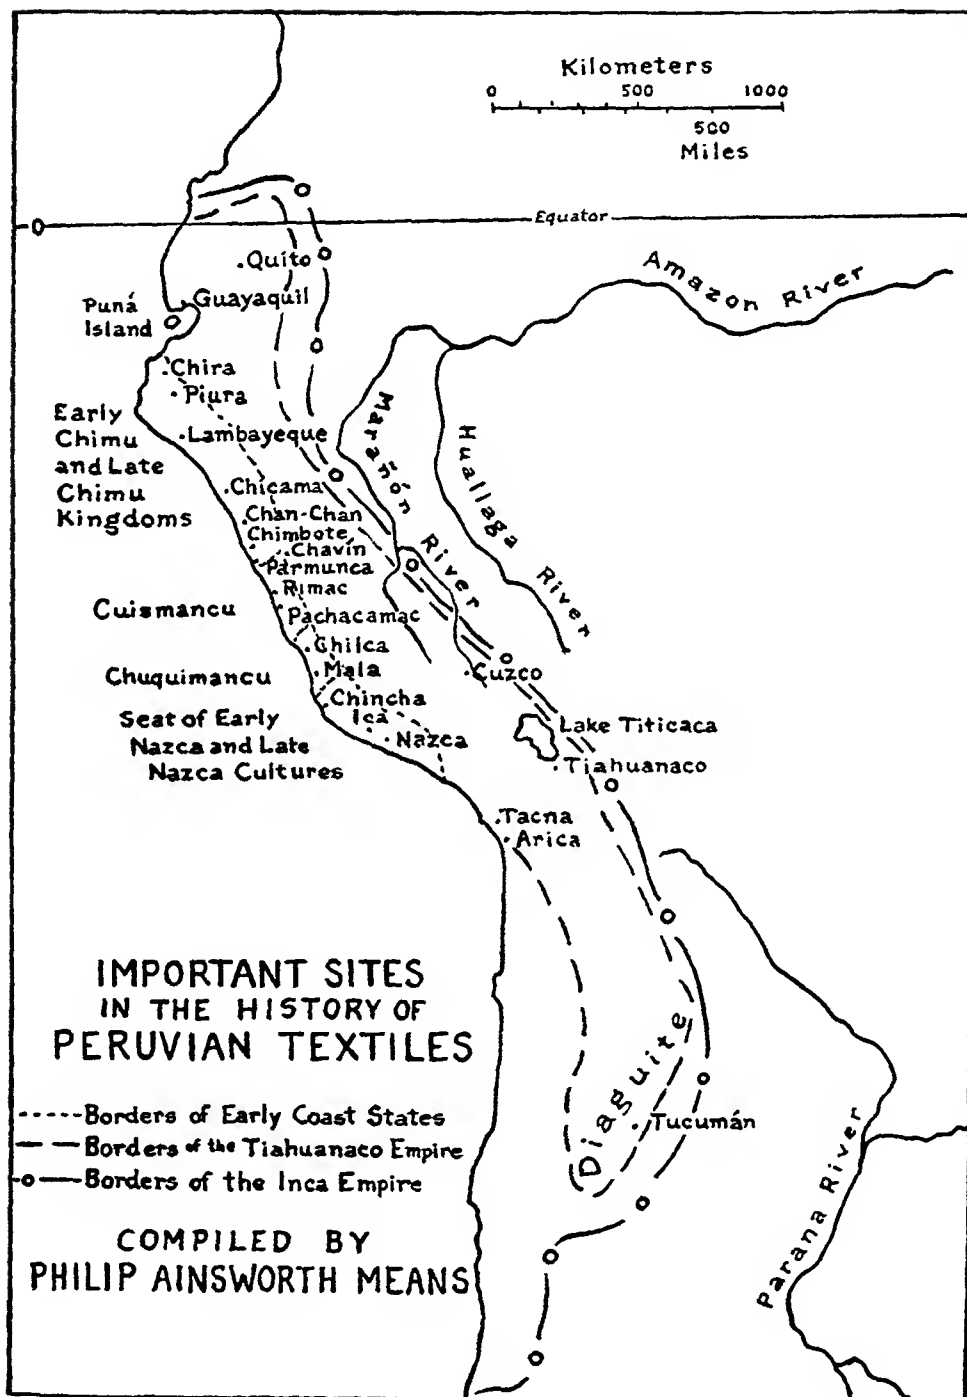 Kilometers
0 500 1000
500
Miles
0
Equator
Quito
Amazon River
Guayaquil
Puná
Island
Chira
Piura
Early
Chimu
and Late
Chimu
Kingdoms
Lambayeque
Marañón River
Huallaga River
Chicama
Chan-Chan
Chimbote
Chavín
Parmunca
Rimac
Cuismancu
Pachacamac
Chilca
Chuquimancu
Mala
Cuzco
Chincha
Ica
Seat of Early
Nazca and Late
Nazca Cultures
Nazca
Lake Titicaca
Tiahuanaco
Tacna
Arica
IMPORTANT SITES
IN THE HISTORY OF
PERUVIAN TEXTILES
Diaguite
Tucumán
Parana River
Borders of Early Coast States
Borders of the Tiahuanaco Empire
Borders of the Inca Empire
COMPILED BY
PHILIP AINSWORTH MEANS